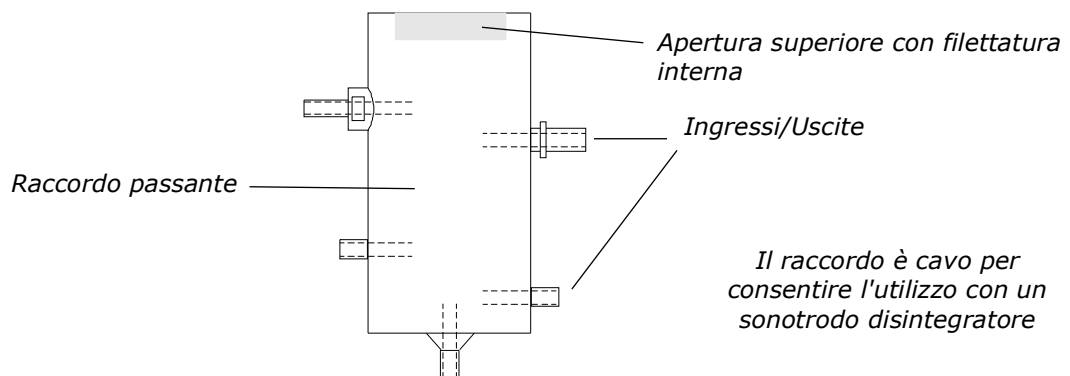 Apertura superiore con filettatura
interna
Ingressi/Uscite
Raccordo passante
Il raccordo è cavo per
consentire l'utilizzo con un
sonotrodo disintegratore